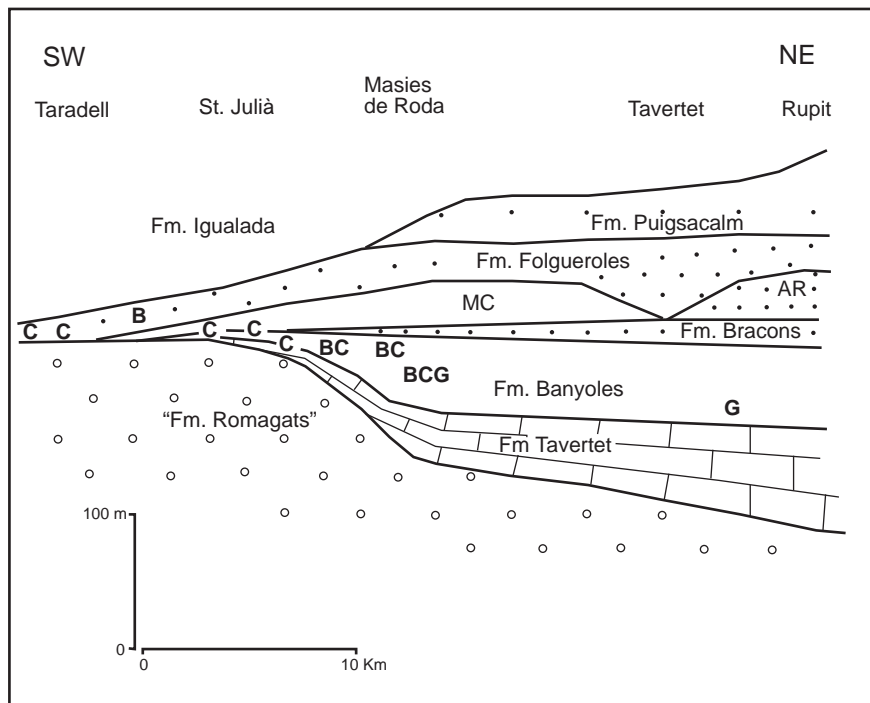 SW
NE
Taradell
St. Julià
Masies
de Roda
Tavertet
Rupit
Fm. Igualada
Fm. Puigsacalm
Fm. Folgueroles
AR
MC
B
C C
C C
Fm. Bracons
C
BC
BC
BCG
Fm. Banyoles
G
“Fm. Romagats”
Fm Tavertet
100 m
0
0
10 Km